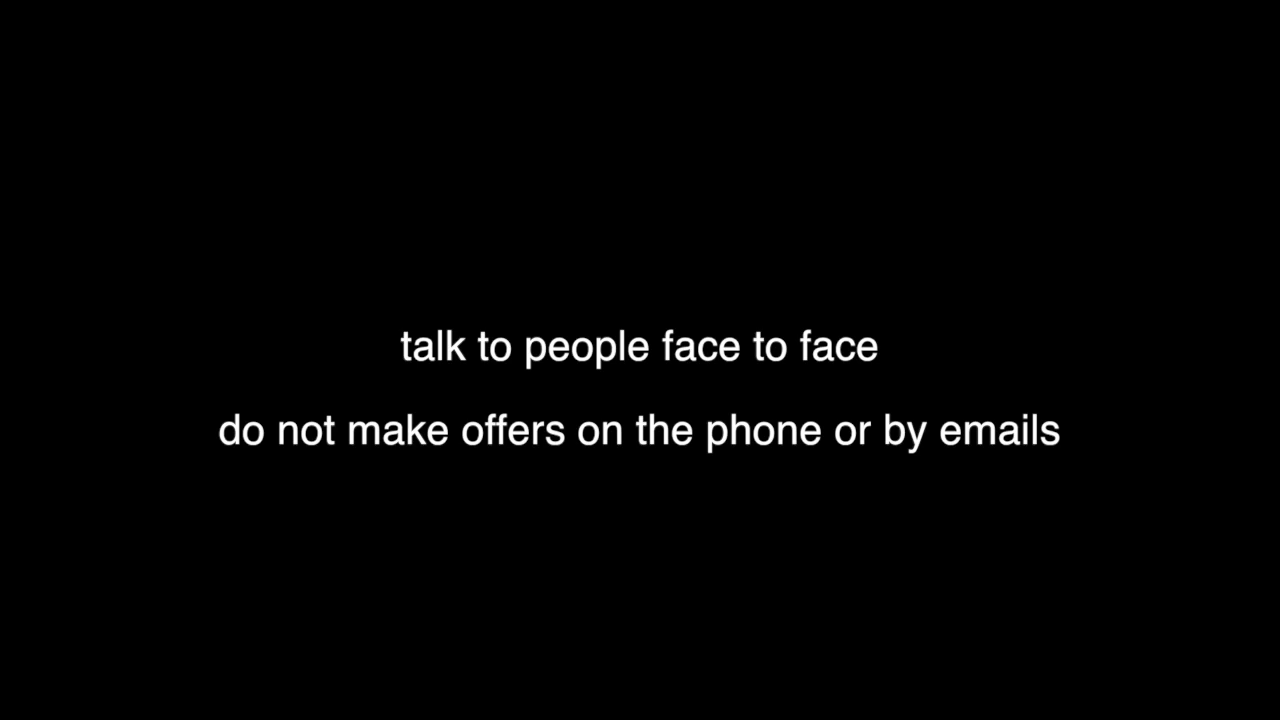 talk to people face to face
do not make offers on the phone or by emails